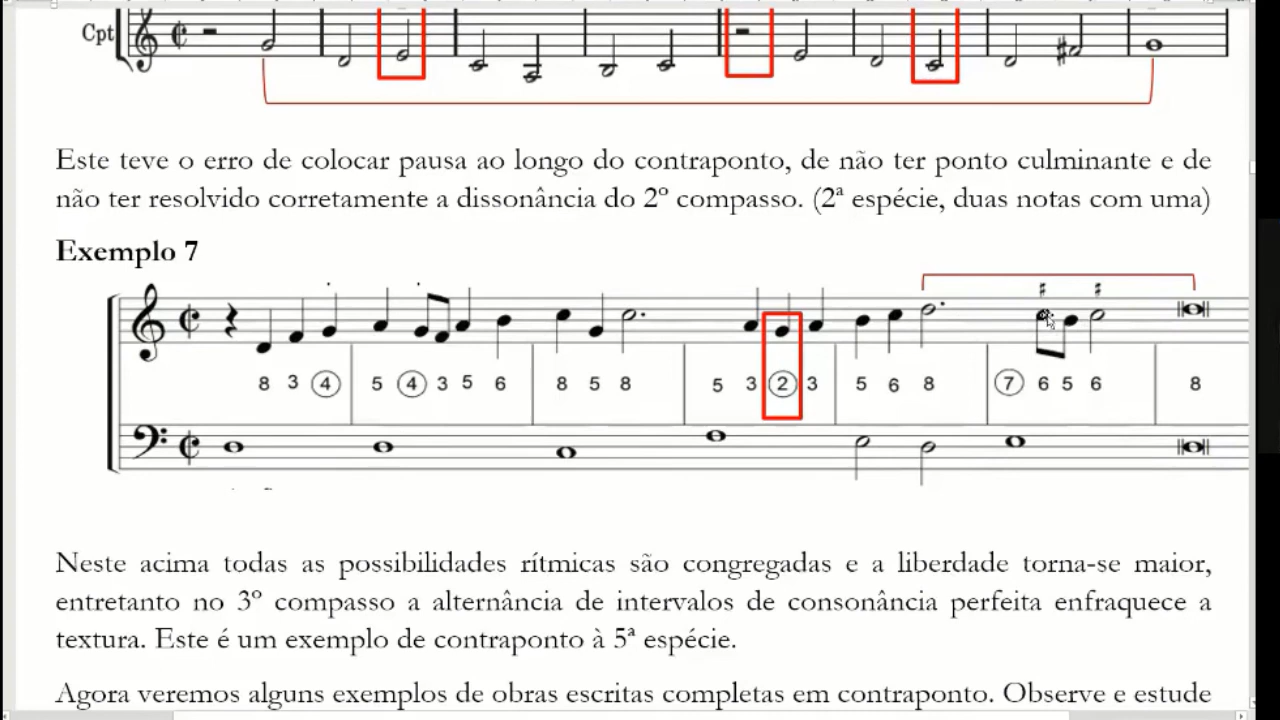 Cpt
Este teve o erro de colocar pausa ao longo do contraponto, de não ter ponto culminante e de
não ter resolvido corretamente a dissonância do 2º compasso. (2ª espécie, duas notas com uma)
Exemplo 7
8 3 4 5 4 3 5 6 8 5 8 5 3 2 3 5 6 8 7 6 5 6 8
Neste acima todas as possibilidades rítmicas são congregadas e a liberdade torna-se maior,
entretanto no 3º compasso a alternância de intervalos de consonância perfeita enfraquece a
textura. Este é um exemplo de contraponto à 5ª espécie.
Agora veremos alguns exemplos de obras escritas completas em contraponto. Observe e estude